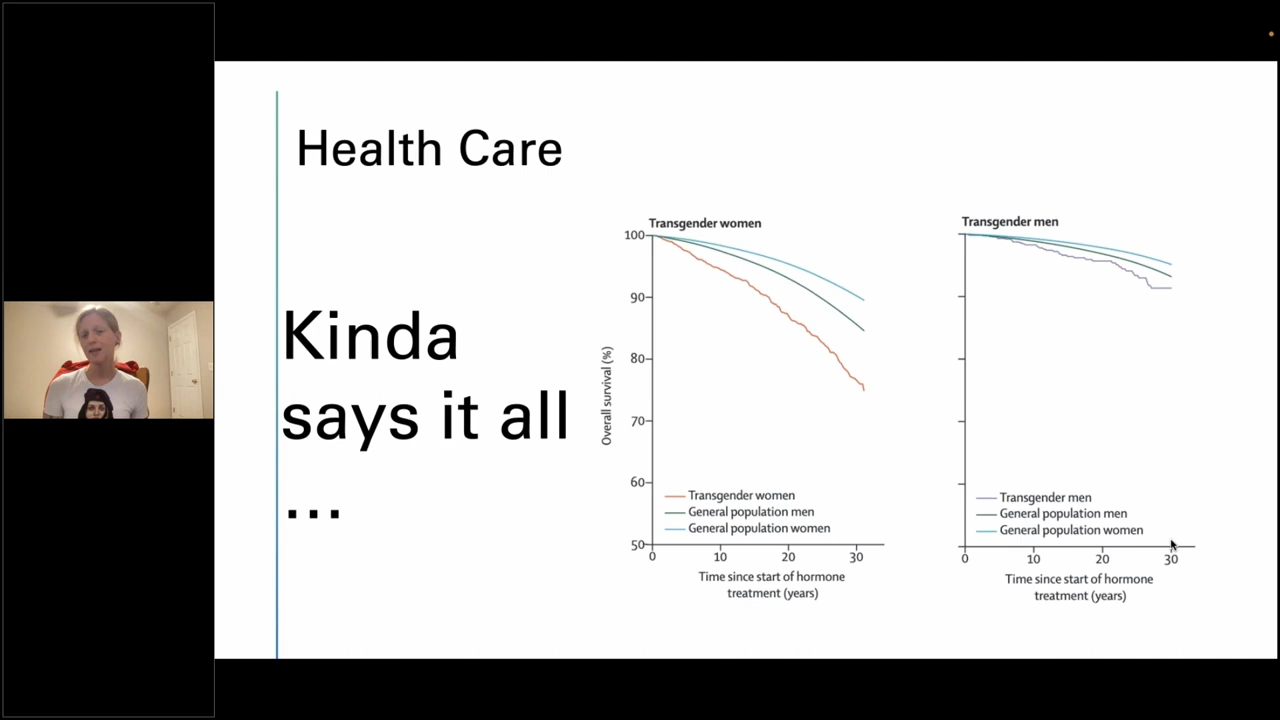 Health Care
Kinda
says it all
...
Transgender women
100
90
80
70
60
50
Overall survival (%)
Transgender women
General population men
General population women
0 10 20 30
Time since start of hormone
treatment (years)
Transgender men
Transgender men
General population men
General population women
0 10 20 30
Time since start of hormone
treatment (years)